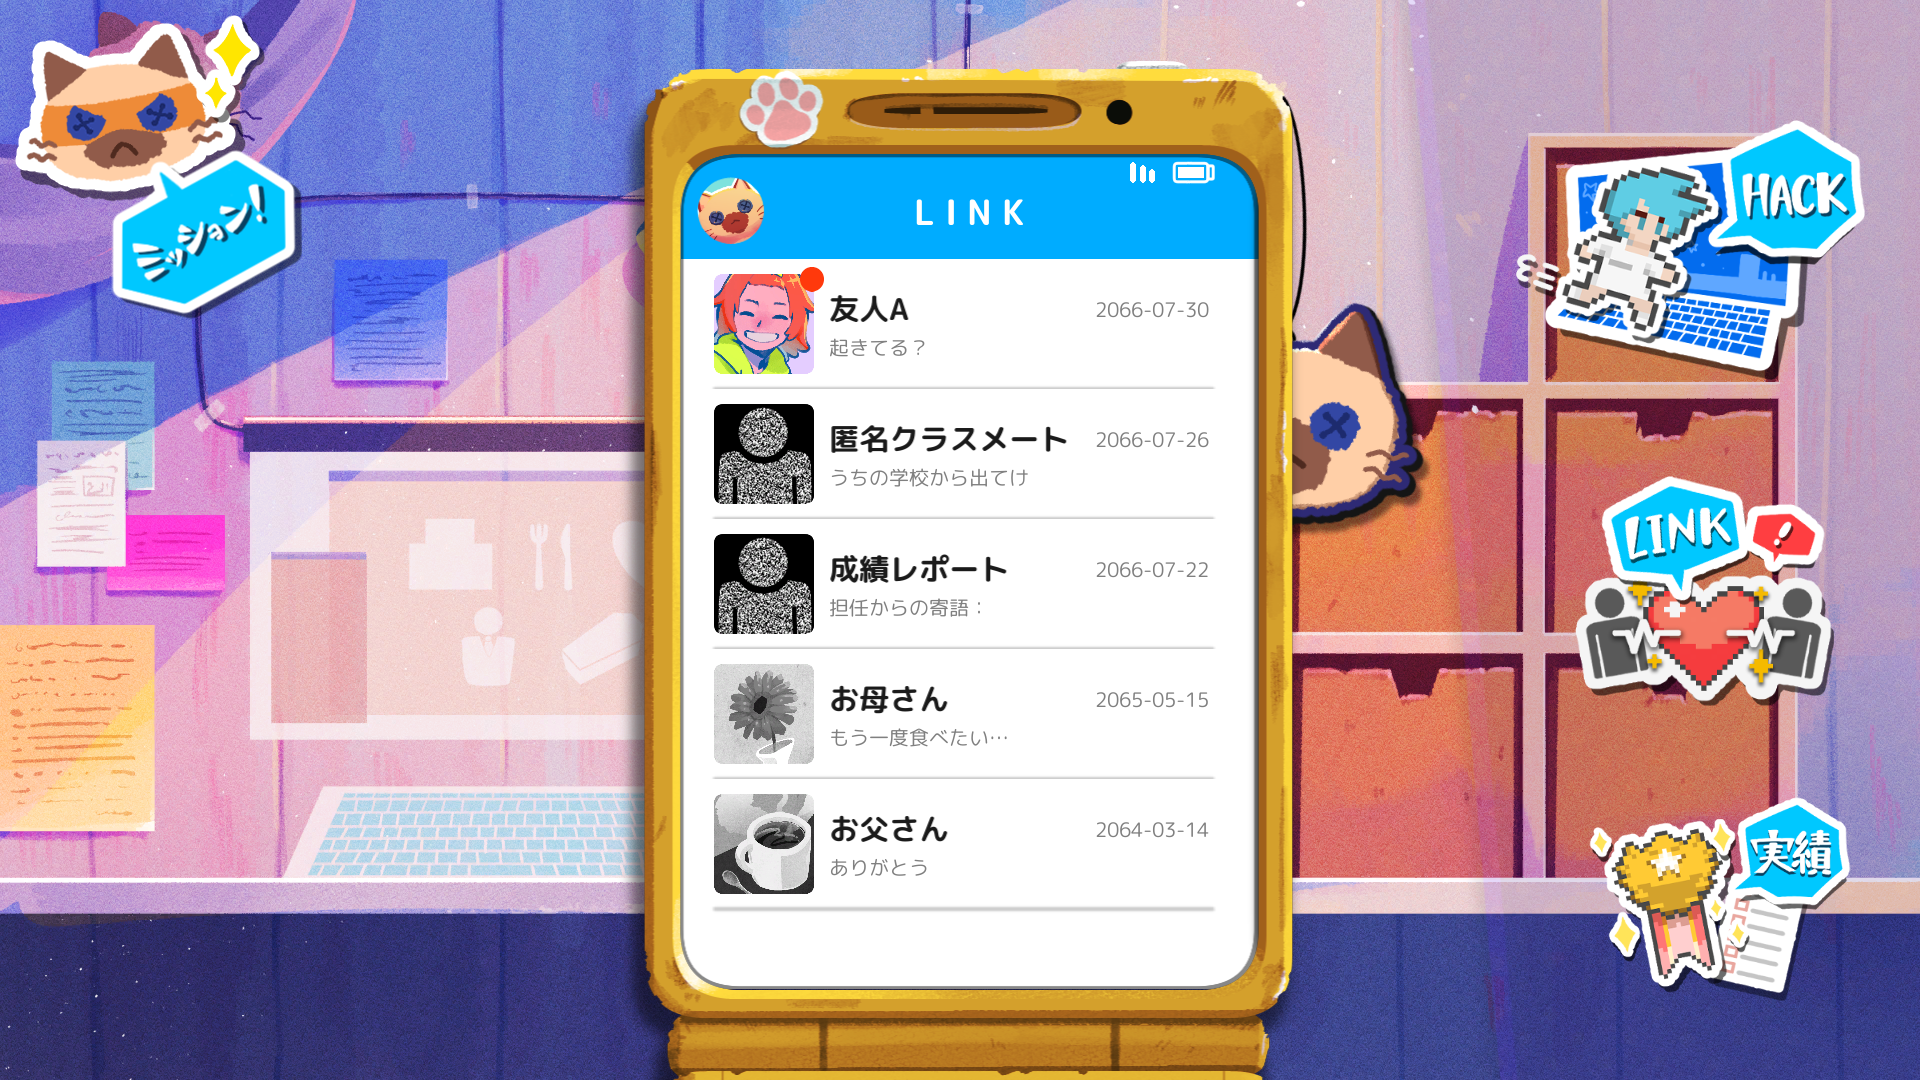 ミッション!
LINK
友人A
2066-07-30
起きてる？
匿名クラスメート
2066-07-26
うちの学校から出てけ
成績レポート
2066-07-22
担任からの寄語：
お母さん
2065-05-15
もう一度食べたい…
お父さん
2064-03-14
ありがとう
HACK
LINK
!
実績